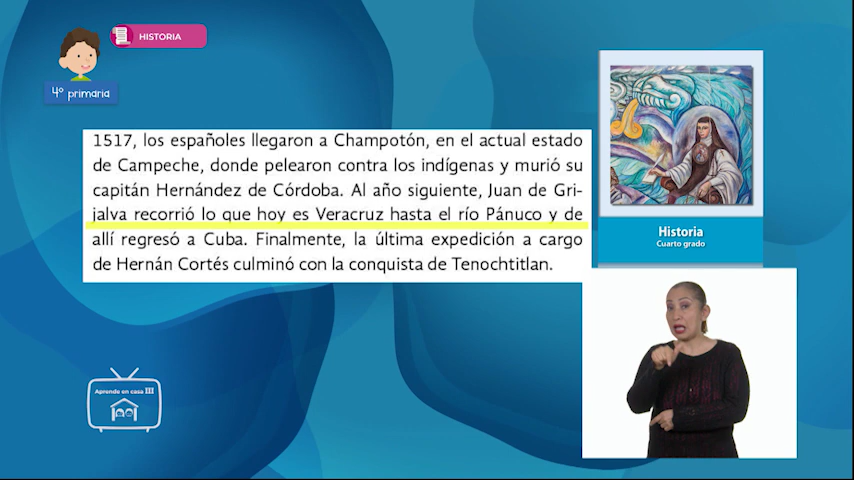 HISTORIA
4º primaria
1517, los españoles llegaron a Champotón, en el actual estado
de Campeche, donde pelearon contra los indígenas y murió su
capitán Hernández de Córdoba. Al año siguiente, Juan de Gri-
jalva recorrió lo que hoy es Veracruz hasta el río Pánuco y de
allí regresó a Cuba. Finalmente, la última expedición a cargo
de Hernán Cortés culminó con la conquista de Tenochtitlan.
Historia
Cuarto grado
Aprende en casa III